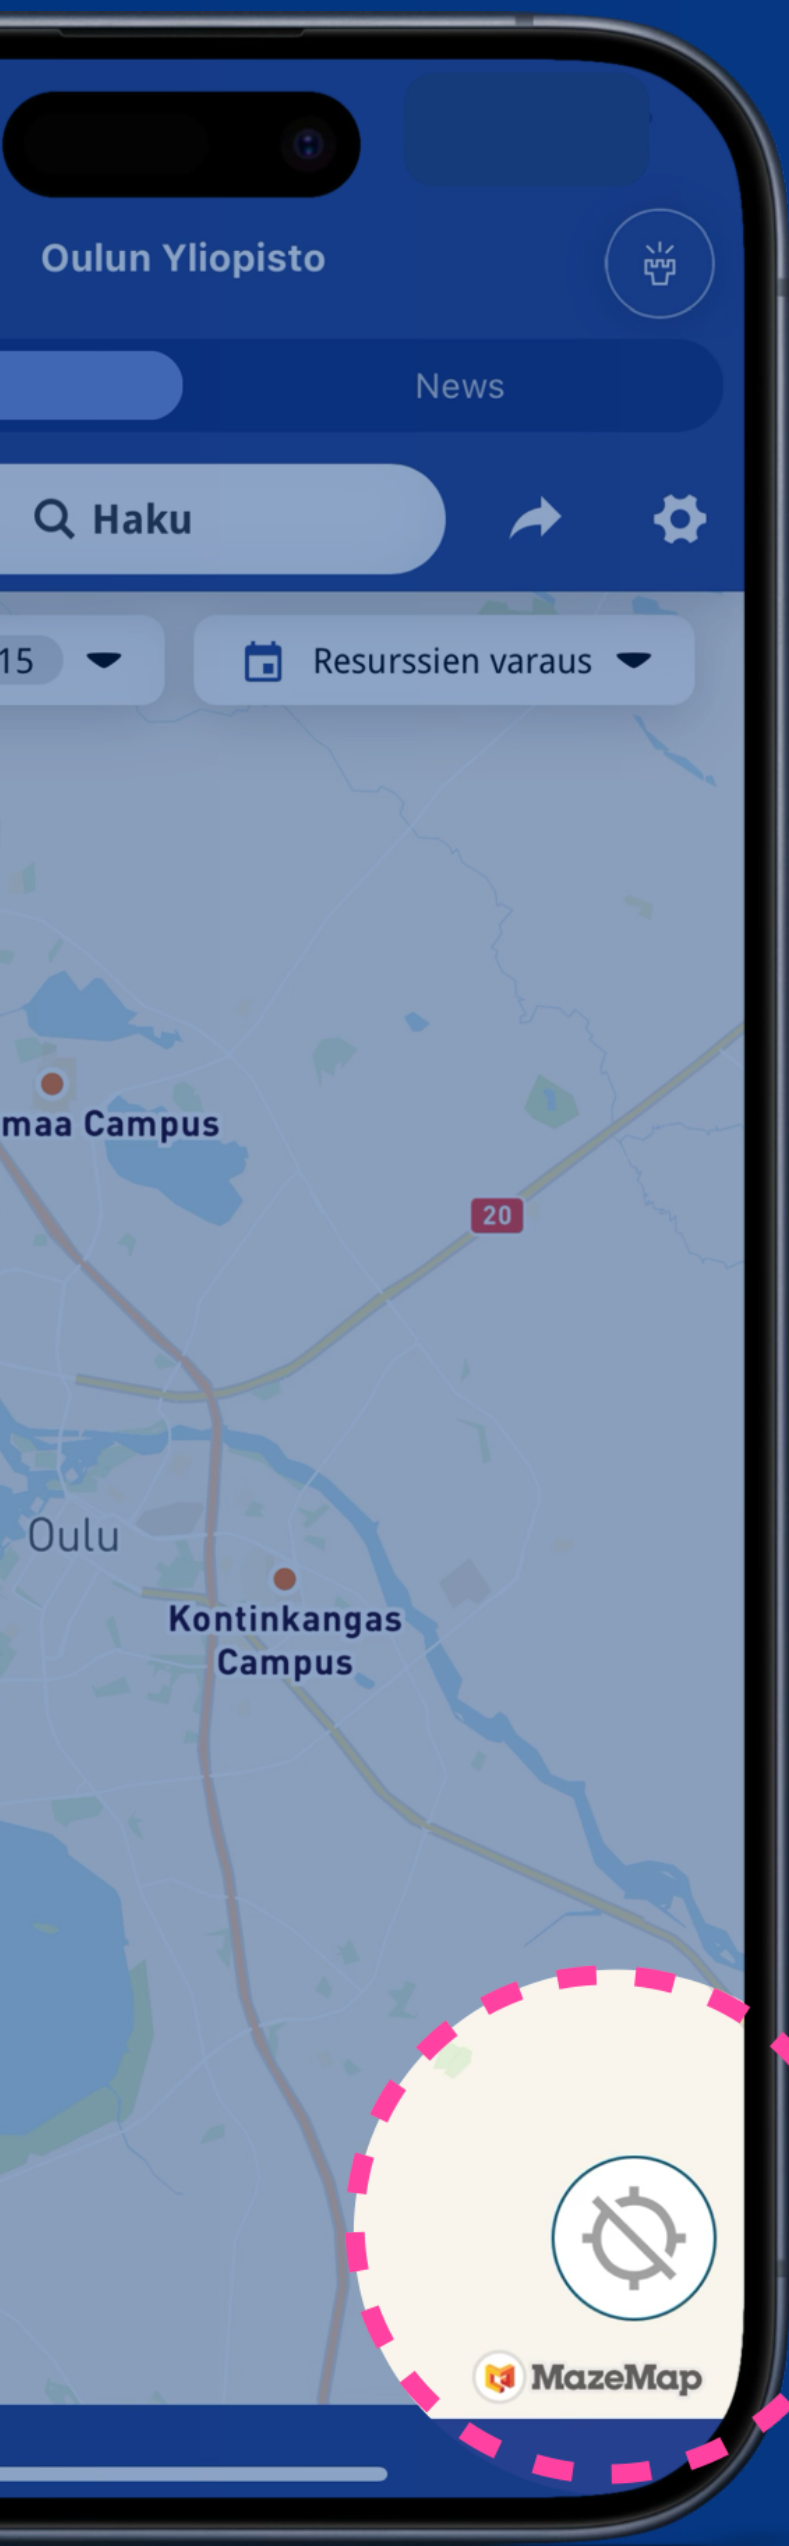 Oulun Yliopisto
News
Haku
15
Resurssien varaus
maa Campus
20
Oulu
Kontinkangas
Campus
MazeMap